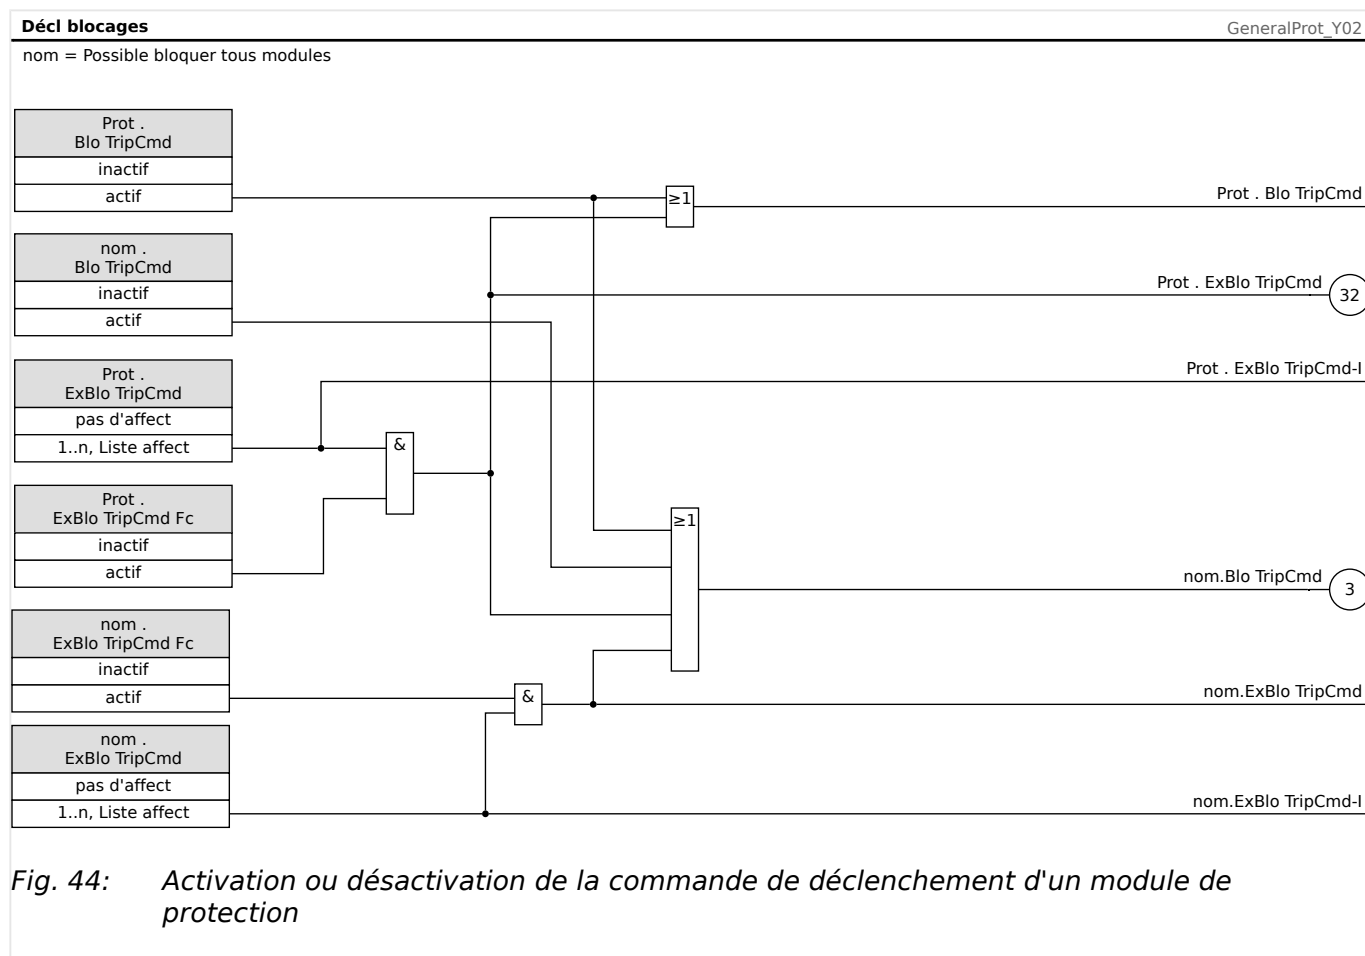 Décl blocages
GeneralProt_Y02
nom = Possible bloquer tous modules
Prot .
Blo TripCmd
inactif
actif
≥1
Prot . Blo TripCmd
nom .
Blo TripCmd
inactif
actif
Prot . ExBlo TripCmd
32
Prot .
ExBlo TripCmd
pas d'affect
1..n, Liste affect
Prot . ExBlo TripCmd-I
&
Prot .
ExBlo TripCmd Fc
inactif
actif
≥1
nom.Blo TripCmd
3
nom .
ExBlo TripCmd Fc
inactif
actif
&
nom.ExBlo TripCmd
nom .
ExBlo TripCmd
pas d'affect
1..n, Liste affect
nom.ExBlo TripCmd-I
Fig. 44: Activation ou désactivation de la commande de déclenchement d'un module de
protection